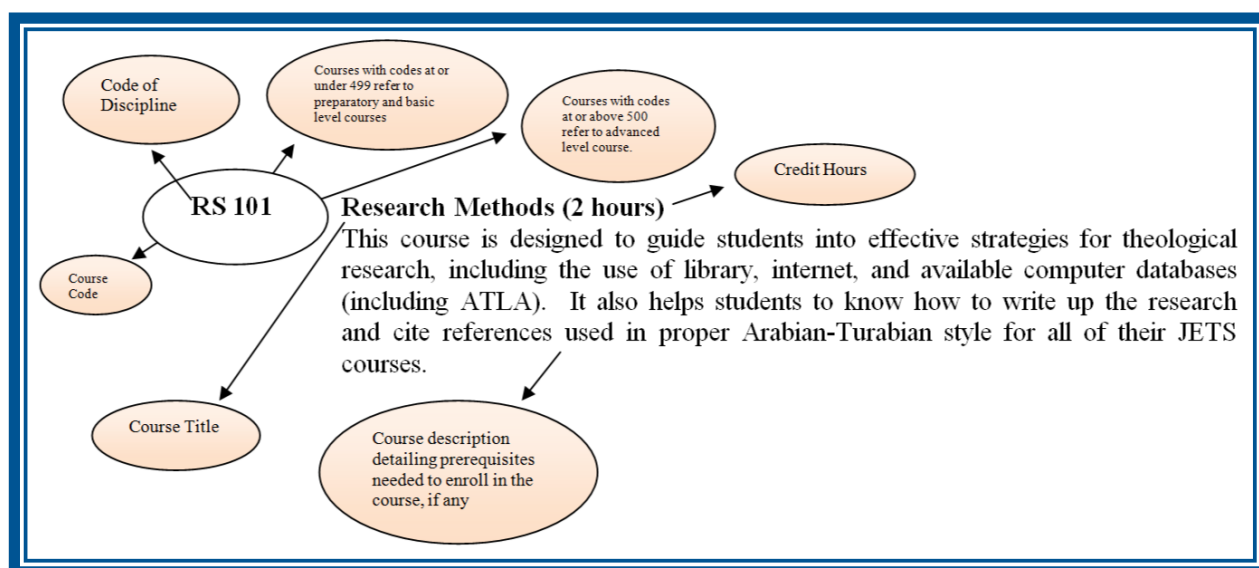 Code of
Discipline
Courses with codes at or
under 499 refer to
preparatory and basic
level courses
Courses with codes
at or above 500
refer to advanced
level course.
Credit Hours
RS 101
Research Methods (2 hours)
This course is designed to guide students into effective strategies for theological
research, including the use of library, internet, and available computer databases
(including ATLA).  It also helps students to know how to write up the research
and cite references used in proper Arabian-Turabian style for all of their JETS
courses.
Course
Code
Course Title
Course description
detailing prerequisites
needed to enroll in the
course, if any